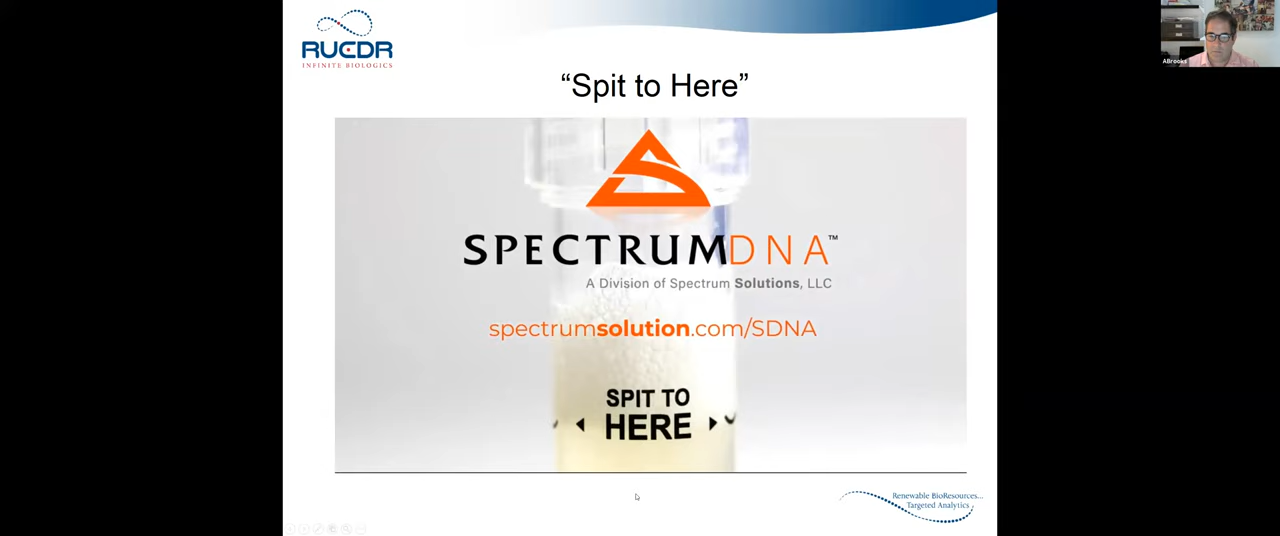 RUCDR
INFINITE BIOLOGICS
“Spit to Here”
SPECTRUMDNA™
A Division of Spectrum Solutions, LLC
spectrumsolution.com/SDNA
SPIT TO
HERE
Renewable BioResources...
Targeted Analytics
ABrooks